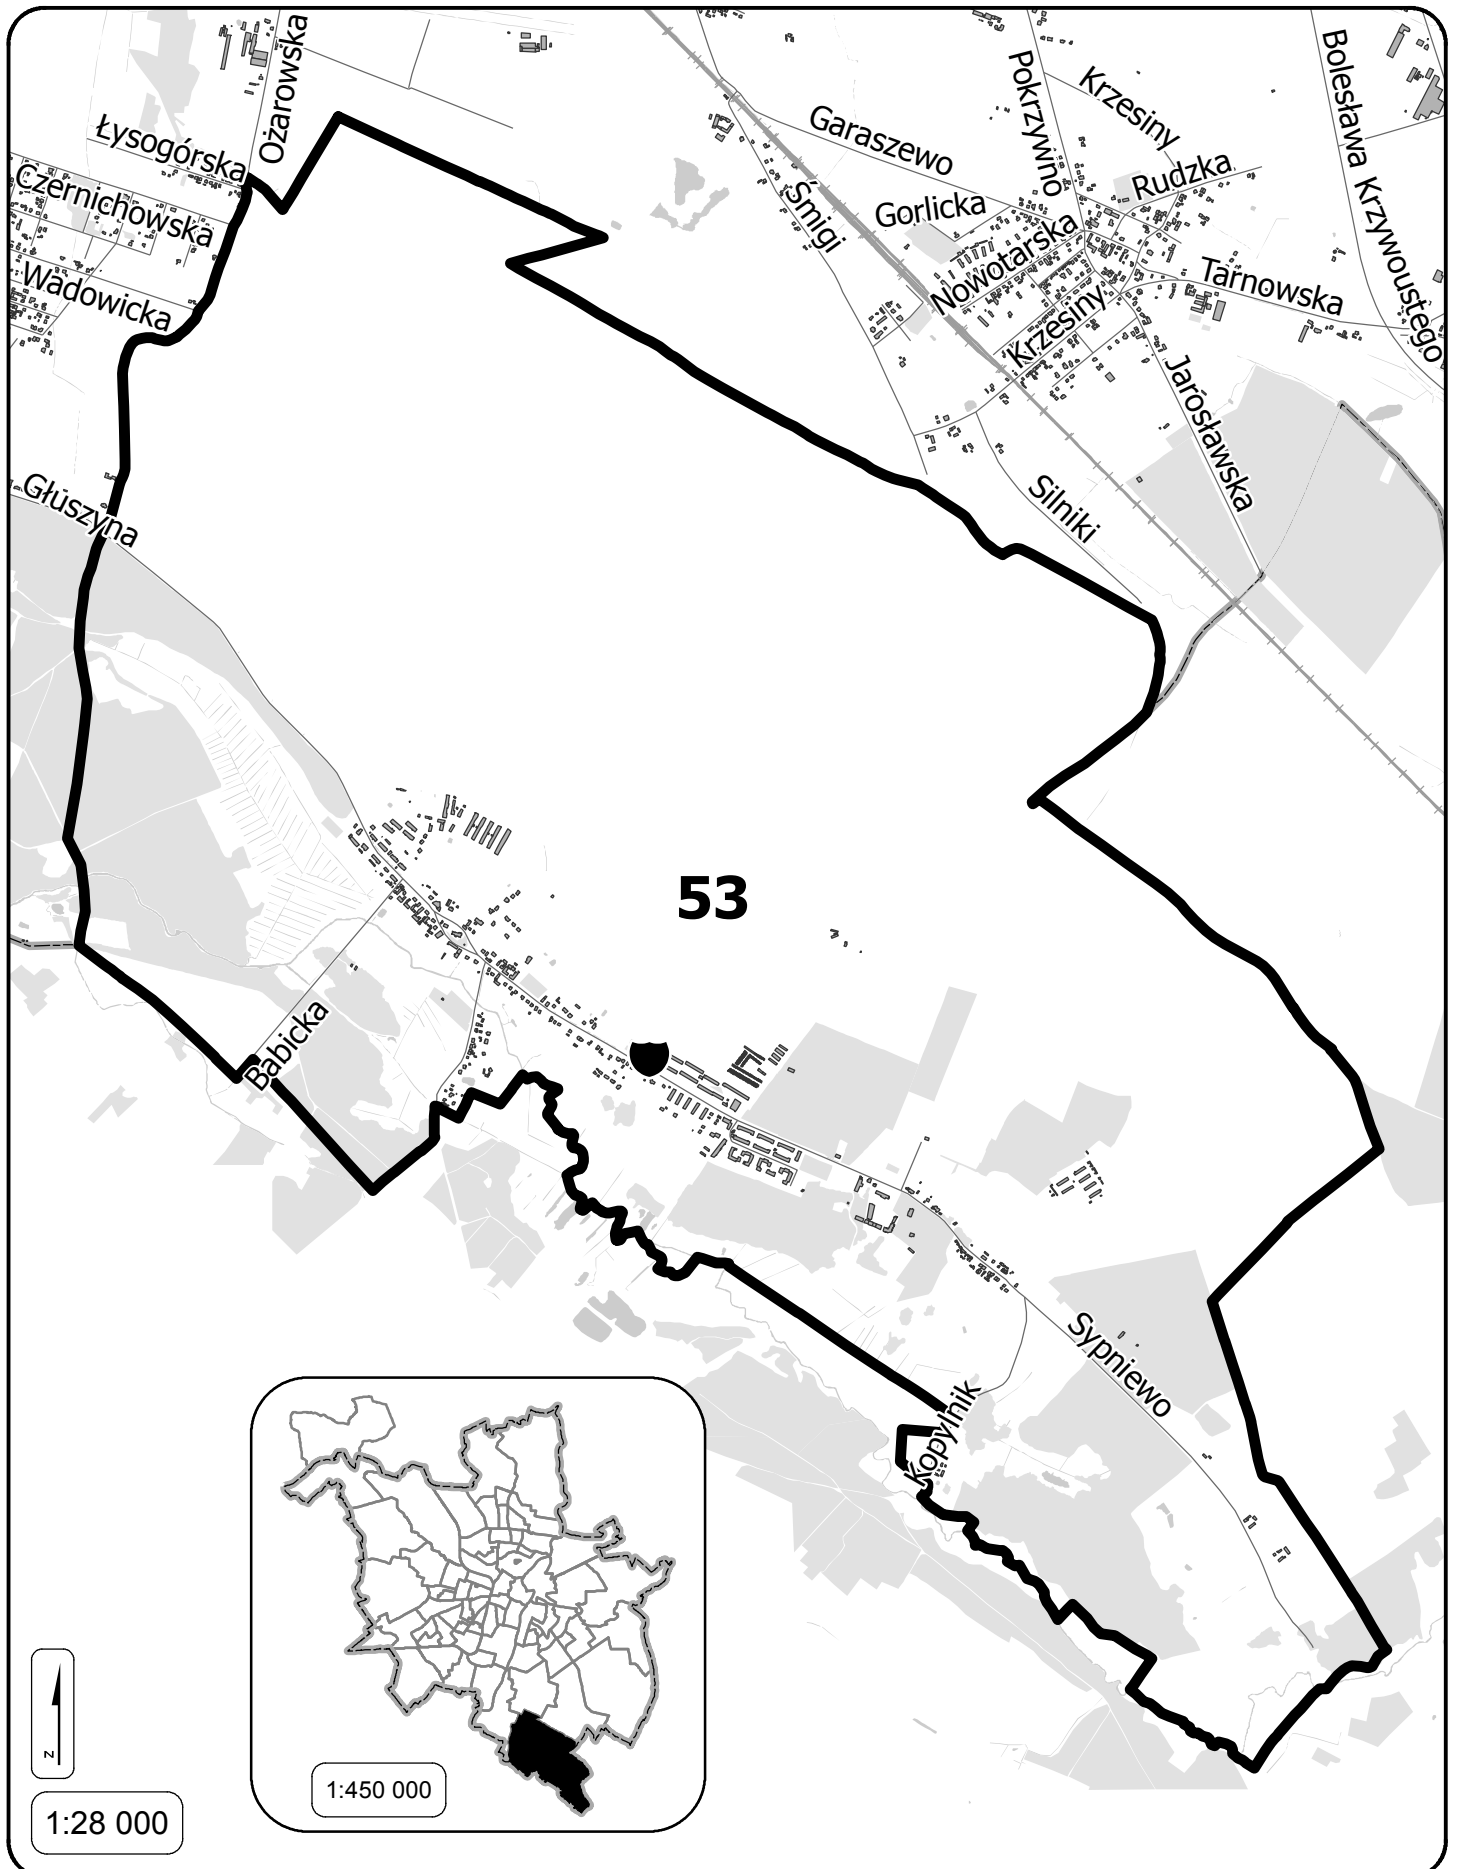 Ożarowska
Łysogórska
Czernichowska
Wadowicka
Głuszyna
Garaszewo
Pokrzywno
Krzesiny
Rudzka
Bolesława Krzywoustego
Gorlicka
Śmigi
Nowotarska
Tarnowska
Krzesiny
Jarosławska
Silniki
53
Babicka
Sypniewo
Kopylnik
N
1:450 000
1:28 000